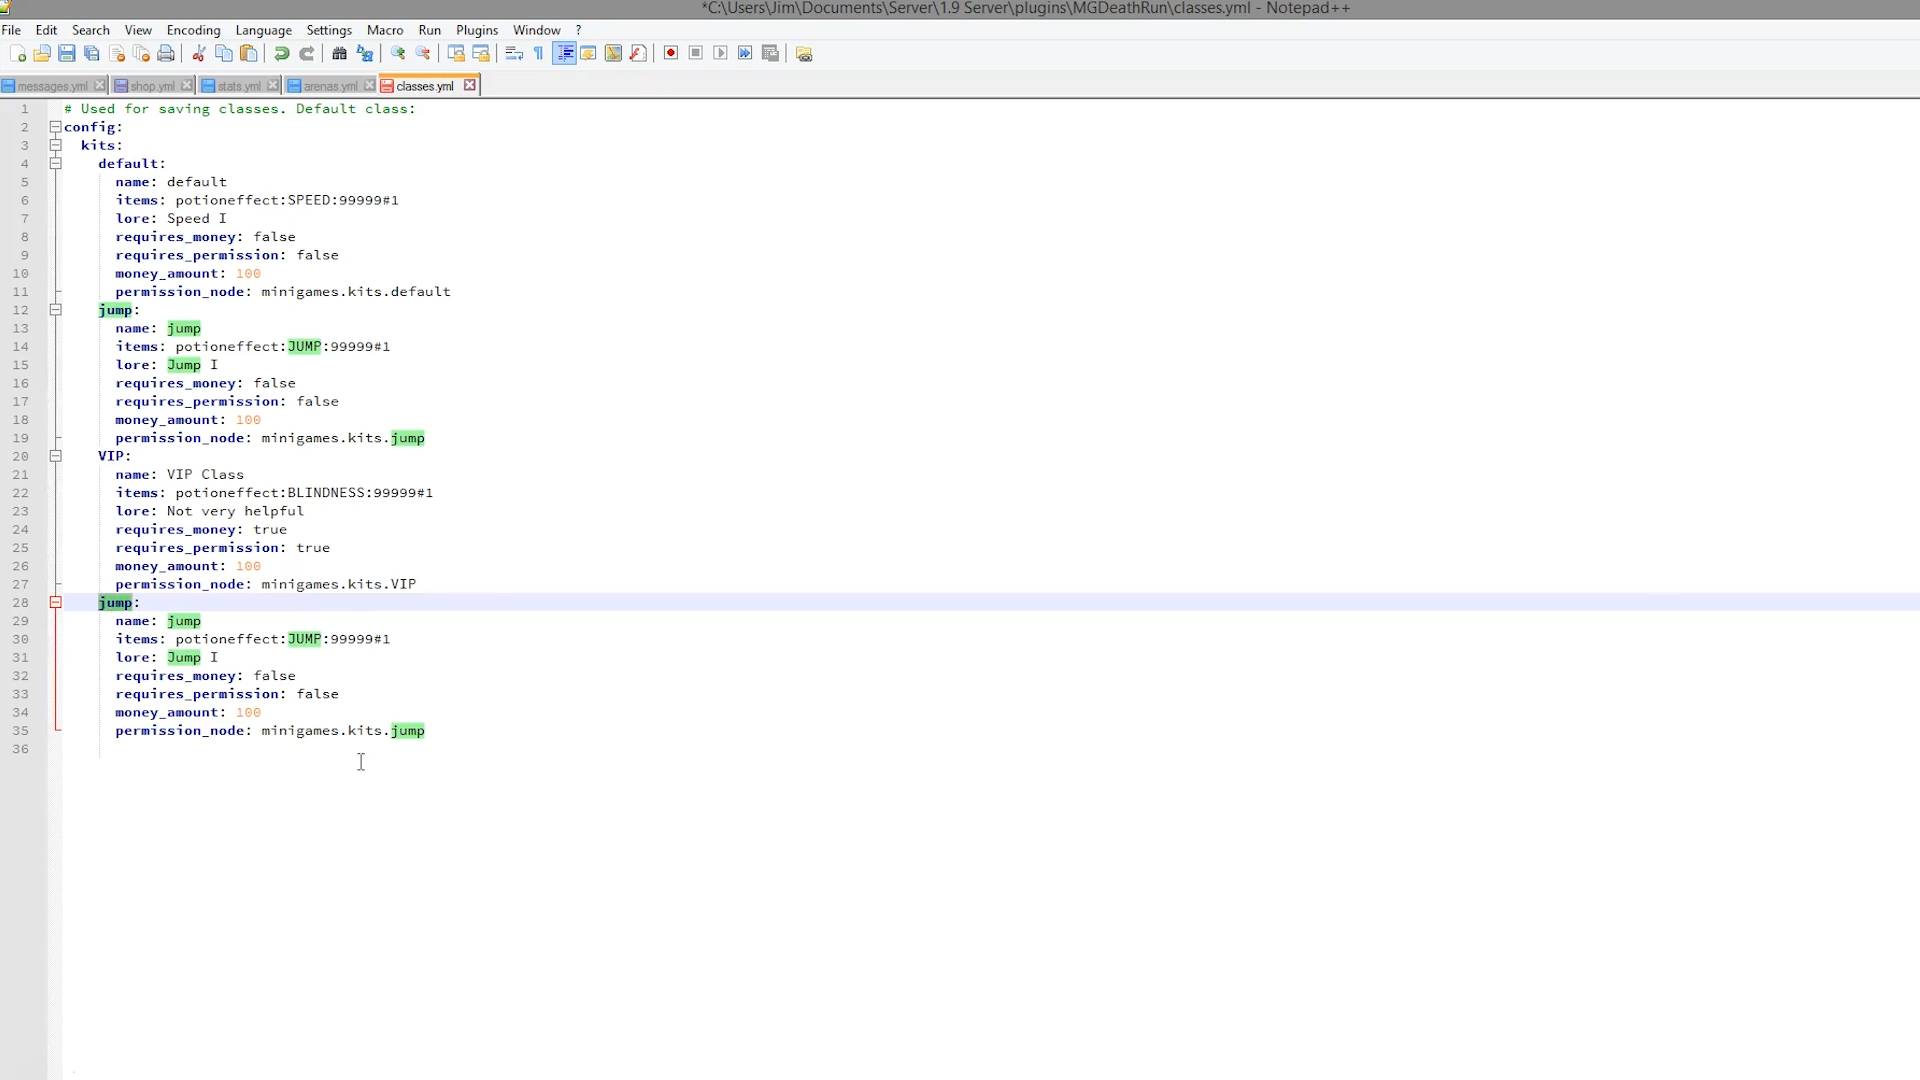 *C:\Users\Jim\Documents\Server\1.9 Server\plugins\MGDeathRun\classes.yml - Notepad++
File Edit Search View Encoding Language Settings Macro Run Plugins Window ?
messages.yml shop.yml stats.yml arenas.yml classes.yml
1 # Used for saving classes. Default class:
2 config:
3 kits:
4 default:
5 name: default
6 items: potioneffect:SPEED:99999#1
7 lore: Speed I
8 requires_money: false
9 requires_permission: false
10 money_amount: 100
11 permission_node: minigames.kits.default
12 jump:
13 name: jump
14 items: potioneffect:JUMP:99999#1
15 lore: Jump I
16 requires_money: false
17 requires_permission: false
18 money_amount: 100
19 permission_node: minigames.kits.jump
20 VIP:
21 name: VIP Class
22 items: potioneffect:BLINDNESS:99999#1
23 lore: Not very helpful
24 requires_money: true
25 requires_permission: true
26 money_amount: 100
27 permission_node: minigames.kits.VIP
28 jump:
29 name: jump
30 items: potioneffect:JUMP:99999#1
31 lore: Jump I
32 requires_money: false
33 requires_permission: false
34 money_amount: 100
35 permission_node: minigames.kits.jump
36